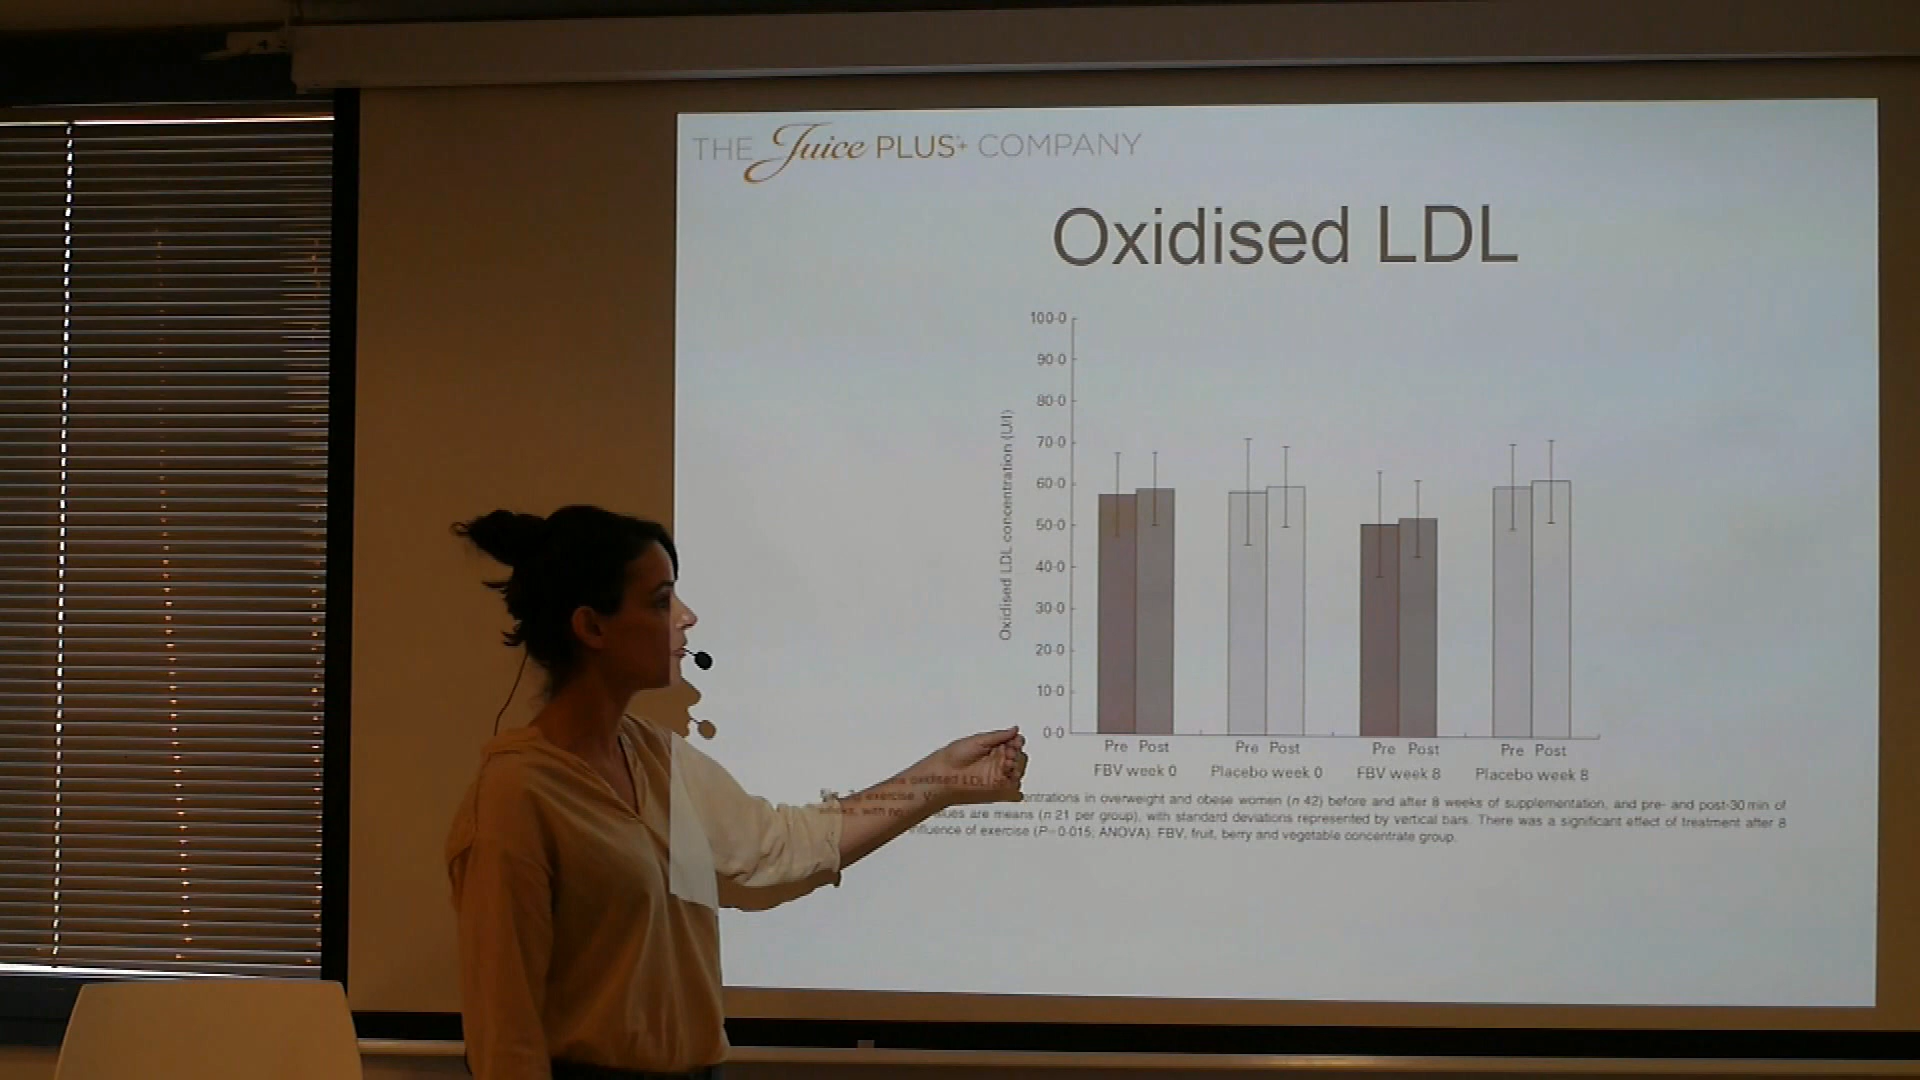 THE Juice PLUS+ COMPANY
Oxidised LDL
100·0
90·0
80·0
70·0
60·0
50·0
40·0
30·0
20·0
10·0
0·0
Oxidised LDL concentration (U/l)
Pre Post Pre Post Pre Post Pre Post
FBV week 0 Placebo week 0 FBV week 8 Placebo week 8
oxidised LDL in overweight and obese women (n 42) before and after 8 weeks of supplementation, and pre- and post-30 min of
exercise. are means (n 21 per group), with standard deviations represented by vertical bars. There was a significant effect of treatment after 8
weeks, with no influence of exercise (P=0·015; ANOVA). FBV, fruit, berry and vegetable concentrate group.